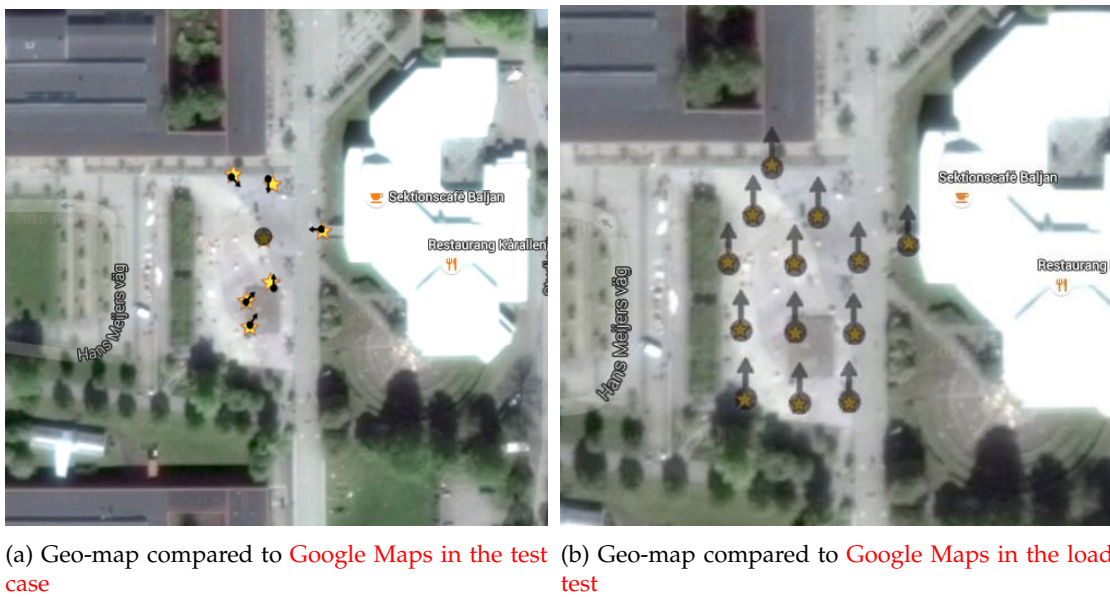 Sektionscafé Baljan
Restaurang Kårallen
Hans Meijers väg
Sektionscafé Baljan
Restaurang
Hans Meijers väg
(a) Geo-map compared to Google Maps in the test
case
(b) Geo-map compared to Google Maps in the load
test